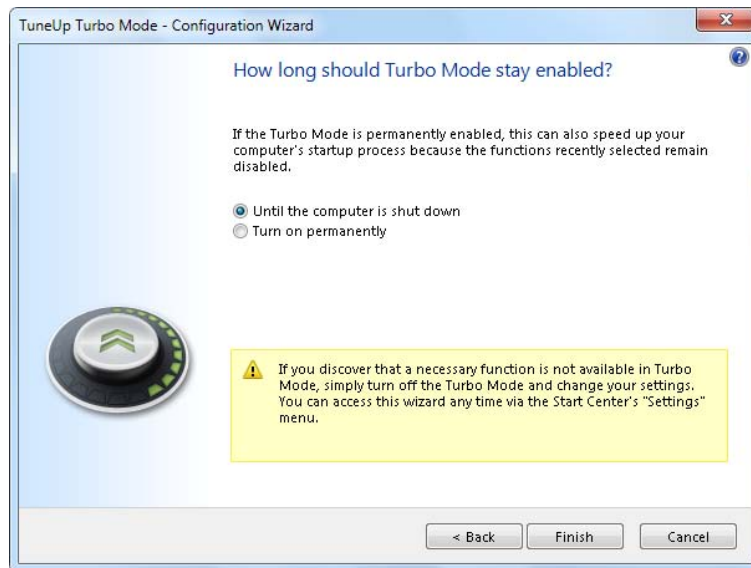 TuneUp Turbo Mode - Configuration Wizard
How long should Turbo Mode stay enabled?
If the Turbo Mode is permanently enabled, this can also speed up your
computer's startup process because the functions recently selected remain
disabled.
Until the computer is shut down
Turn on permanently
If you discover that a necessary function is not available in Turbo
Mode, simply turn off the Turbo Mode and change your settings.
You can access this wizard any time via the Start Center's "Settings"
menu.
< Back Finish Cancel